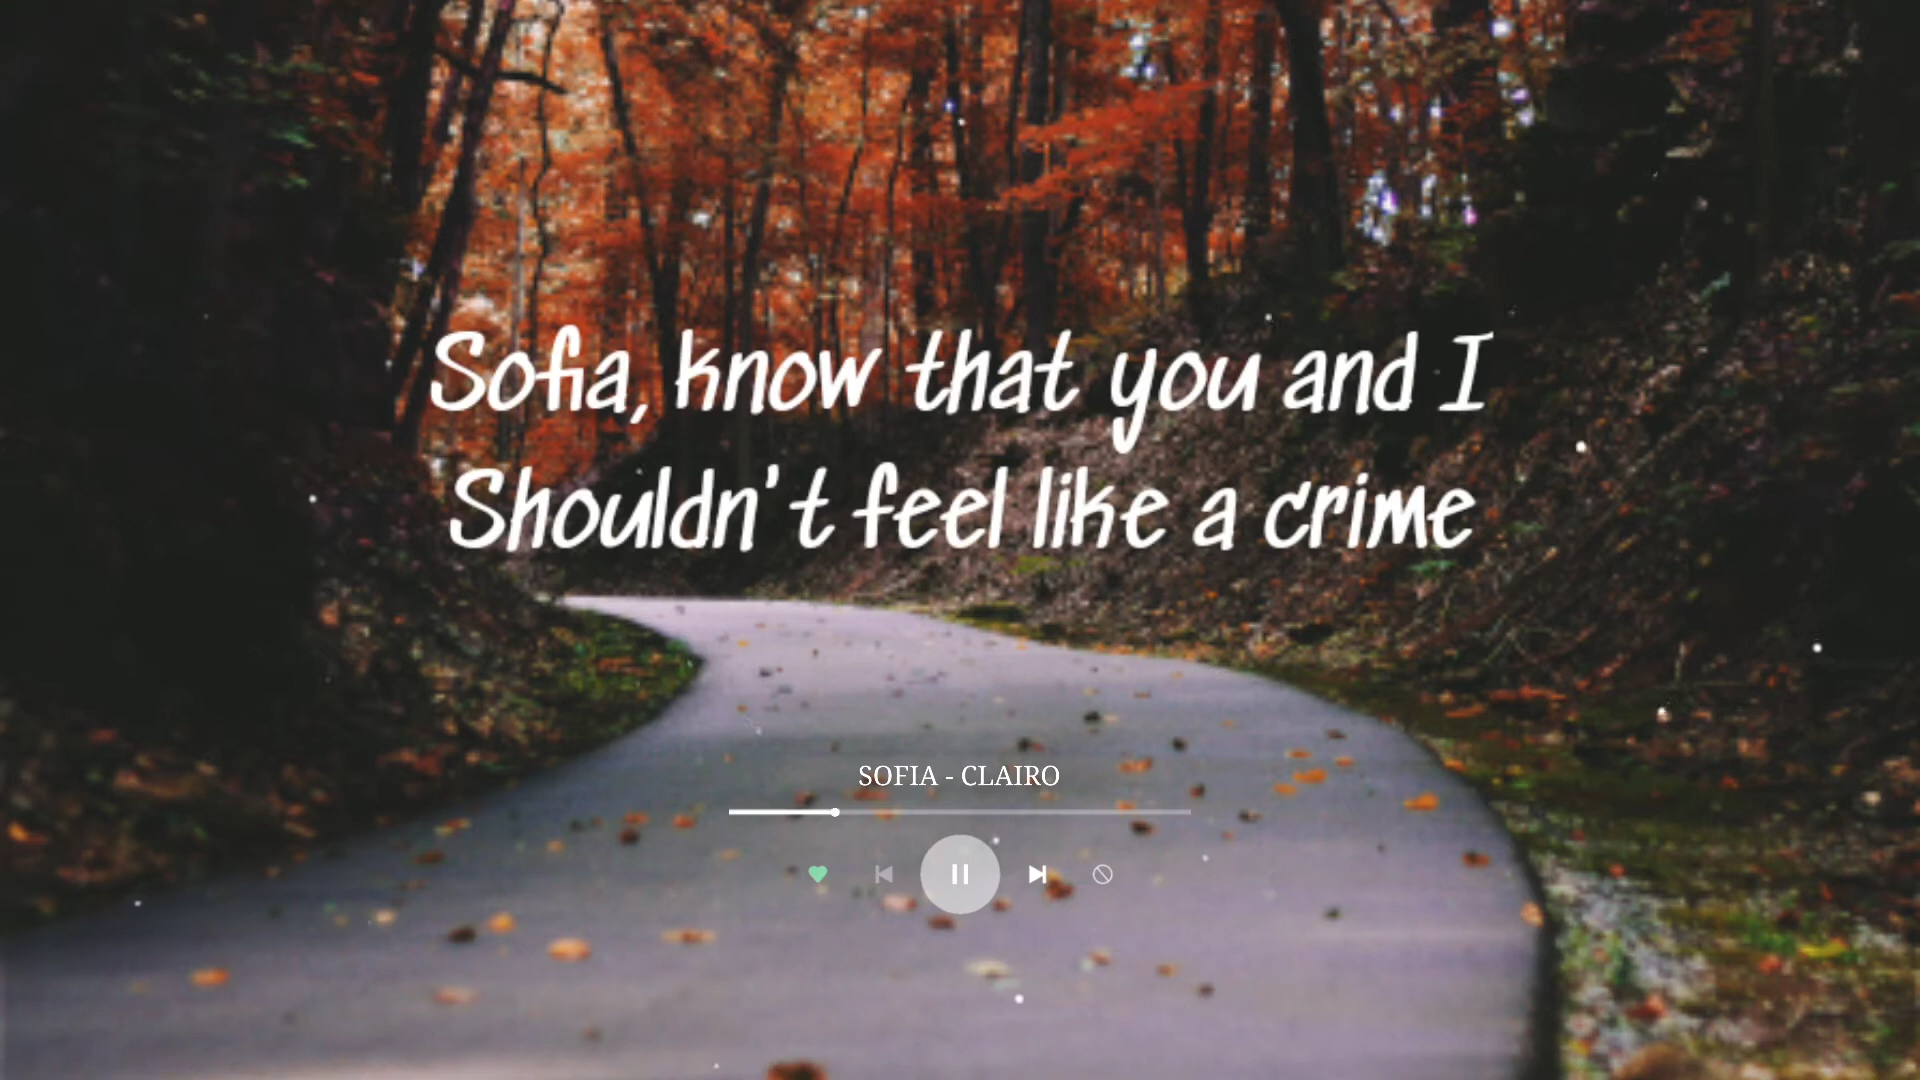 Sofia, know that you and I
Shouldn't feel like a crime
SOFIA - CLAIRO